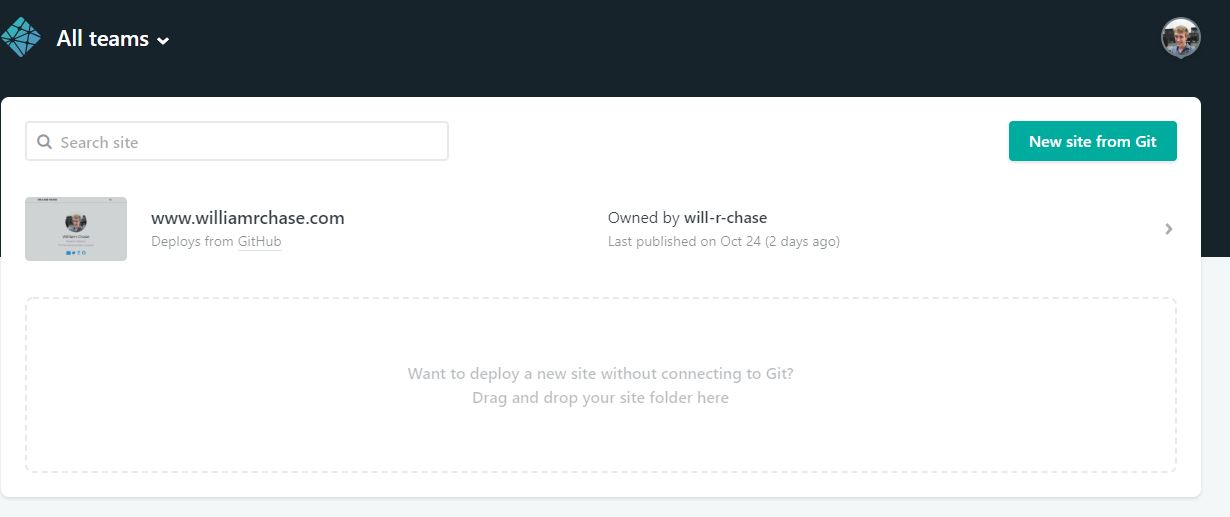 All teams
Search site
New site from Git
www.williamrchase.com
Owned by will-r-chase
Deploys from GitHub
Last published on Oct 24 (2 days ago)
Want to deploy a new site without connecting to Git?
Drag and drop your site folder here